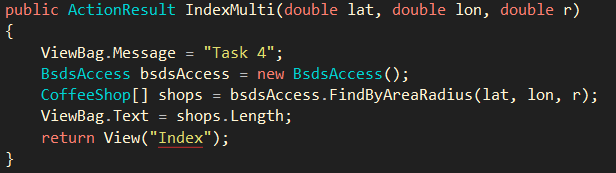 public ActionResult IndexMulti(double lat, double lon, double r)
{
    ViewBag.Message = "Task 4";
    BsdsAccess bsdsAccess = new BsdsAccess();
    CoffeeShop[] shops = bsdsAccess.FindByAreaRadius(lat, lon, r);
    ViewBag.Text = shops.Length;
    return View("Index");
}